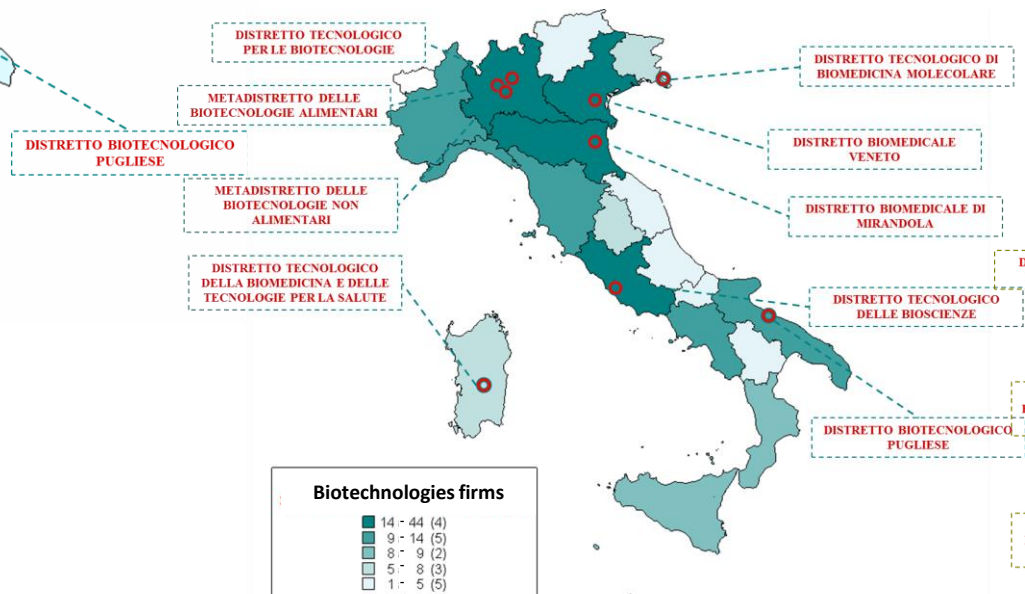 DISTRETTO TECNOLOGICO
PER LE BIOTECNOLOGIE
METADISTRETTO DELLE
BIOTECNOLOGIE ALIMENTARI
DISTRETTO BIOTECNOLOGICO
PUGLIESE
METADISTRETTO DELLE
BIOTECNOLOGIE NON
ALIMENTARI
DISTRETTO TECNOLOGICO
DELLA BIOMEDICINA E DELLE
TECNOLOGIE PER LA SALUTE
DISTRETTO TECNOLOGICO DI
BIOMEDICINA MOLECOLARE
DISTRETTO BIOMEDICALE
VENETO
DISTRETTO BIOMEDICALE DI
MIRANDOLA
D
DISTRETTO TECNOLOGICO
DELLE BIOSCIENZE
DISTRETTO BIOTECNOLOGICO
PUGLIESE
Biotechnologies firms
14 - 44 (4)
9 - 14 (5)
8 - 9 (2)
5 - 8 (3)
1 - 5 (5)